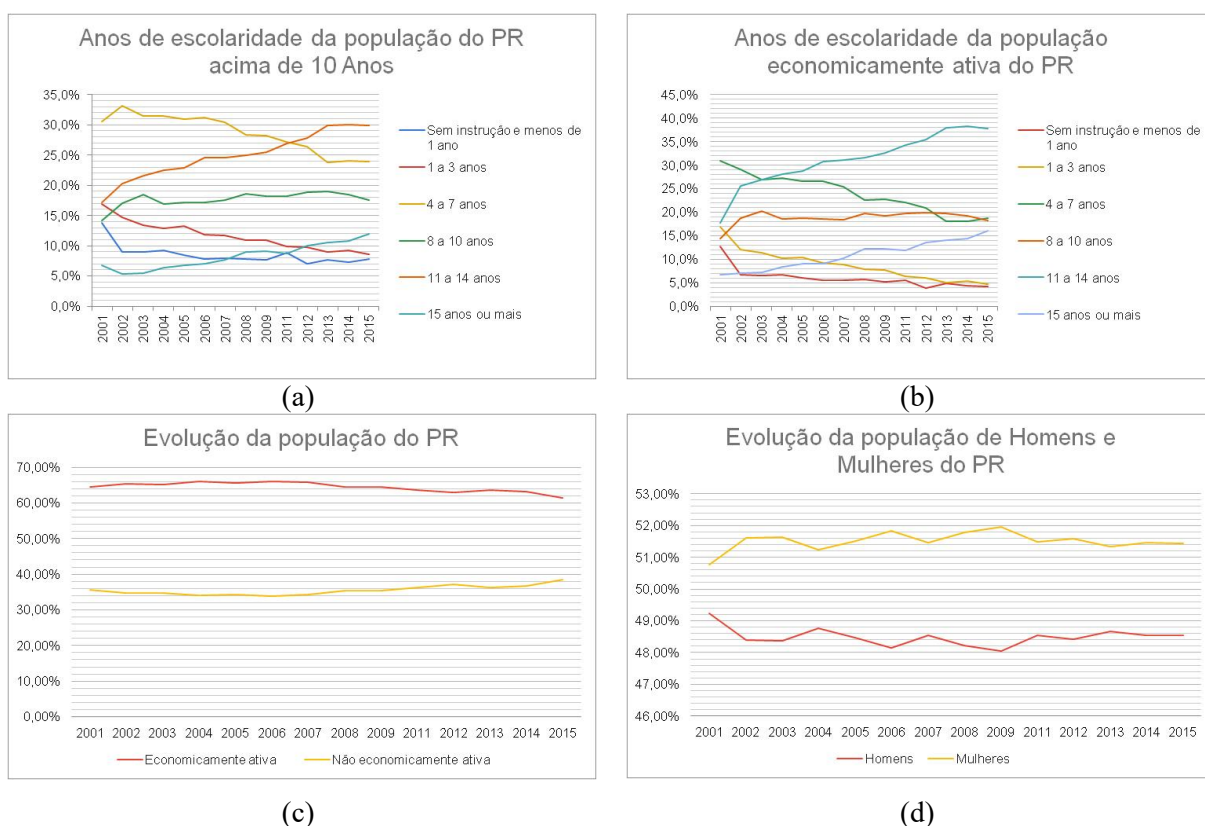 Anos de escolaridade da população do PR
acima de 10 Anos
35,0%
30,0%
25,0%
20,0%
15,0%
10,0%
5,0%
0,0%
2001
2002
2003
2004
2005
2006
2007
2008
2009
2011
2012
2013
2014
2015
Sem instrução e menos de
1 ano
1 a 3 anos
4 a 7 anos
8 a 10 anos
11 a 14 anos
15 anos ou mais
(a)
Anos de escolaridade da população
economicamente ativa do PR
45,0%
40,0%
35,0%
30,0%
25,0%
20,0%
15,0%
10,0%
5,0%
0,0%
2001
2002
2003
2004
2005
2006
2007
2008
2009
2011
2012
2013
2014
2015
Sem instrução e menos de
1 ano
1 a 3 anos
4 a 7 anos
8 a 10 anos
11 a 14 anos
15 anos ou mais
(b)
Evolução da população do PR
70,00%
60,00%
50,00%
40,00%
30,00%
20,00%
10,00%
0,00%
2001 2002 2003 2004 2005 2006 2007 2008 2009 2011 2012 2013 2014 2015
Economicamente ativa Não economicamente ativa
(c)
Evolução da população de Homens e
Mulheres do PR
53,00%
52,00%
51,00%
50,00%
49,00%
48,00%
47,00%
46,00%
2001 2002 2003 2004 2005 2006 2007 2008 2009 2011 2012 2013 2014 2015
Homens Mulheres
(d)